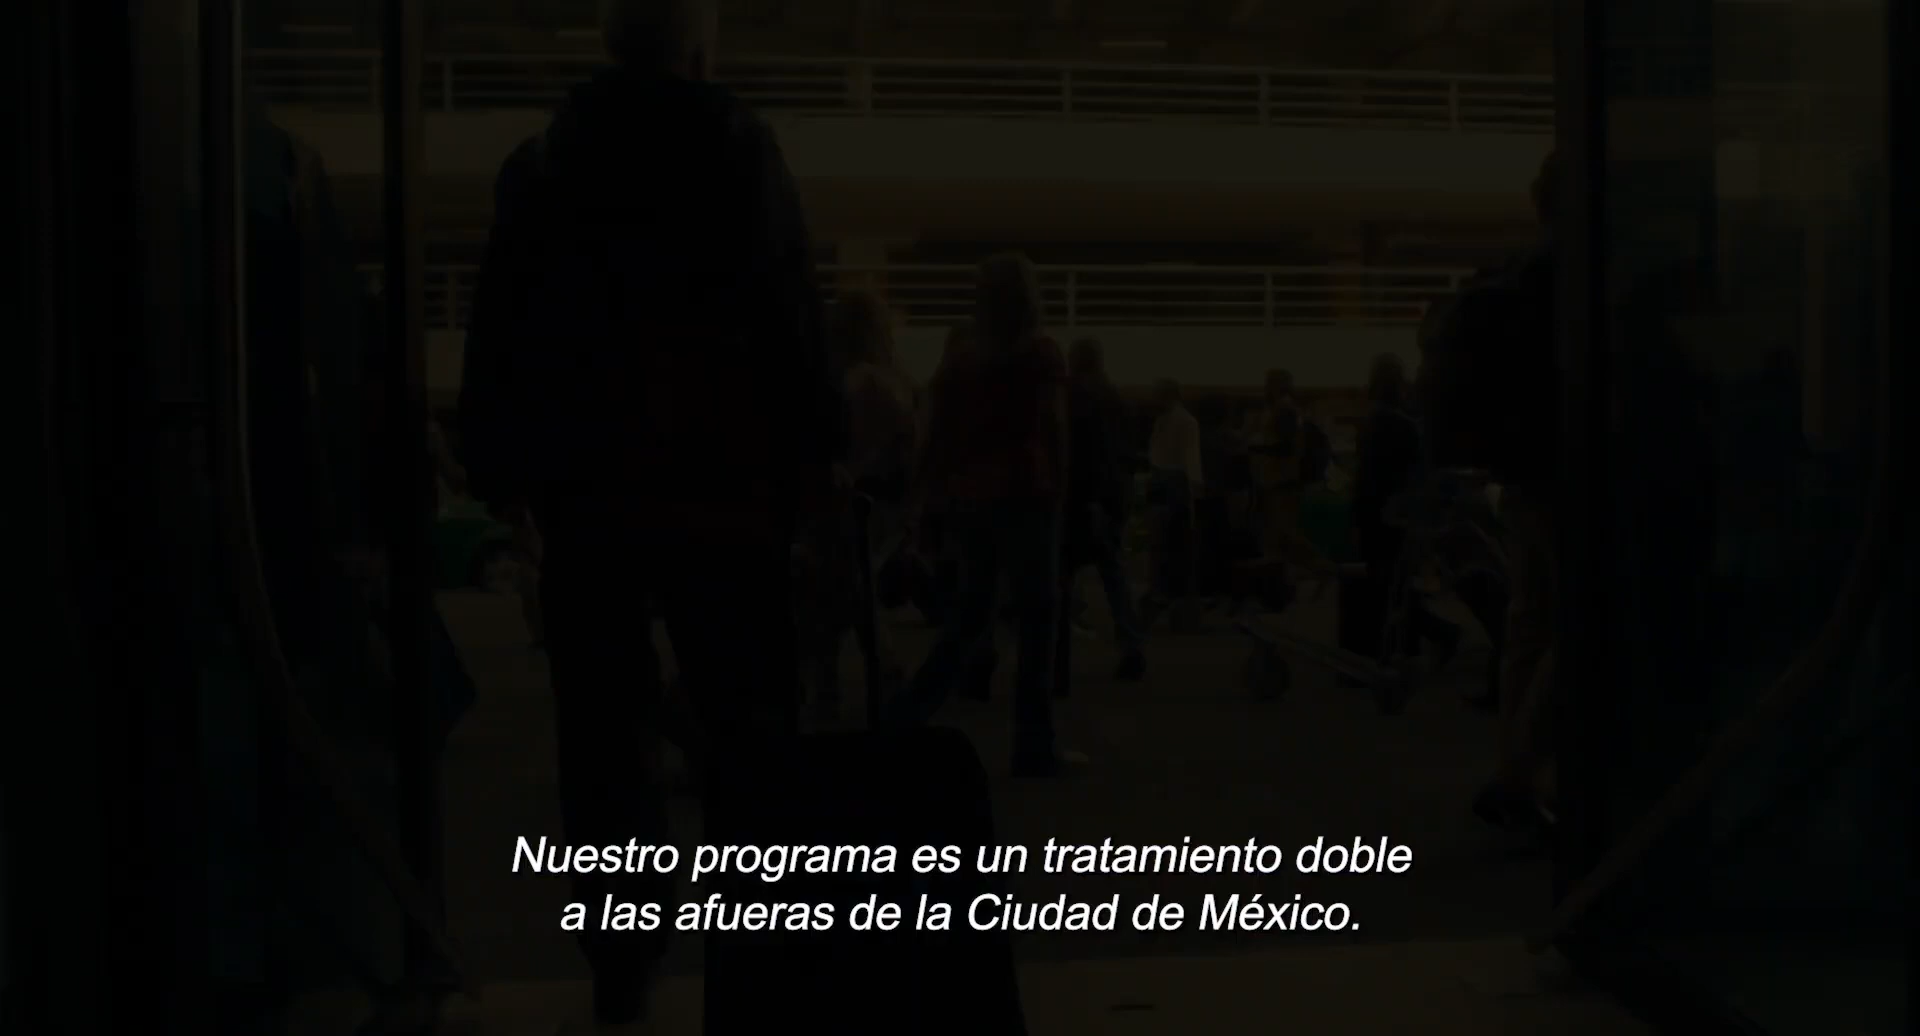 Nuestro programa es un tratamiento doble
a las afueras de la Ciudad de México.